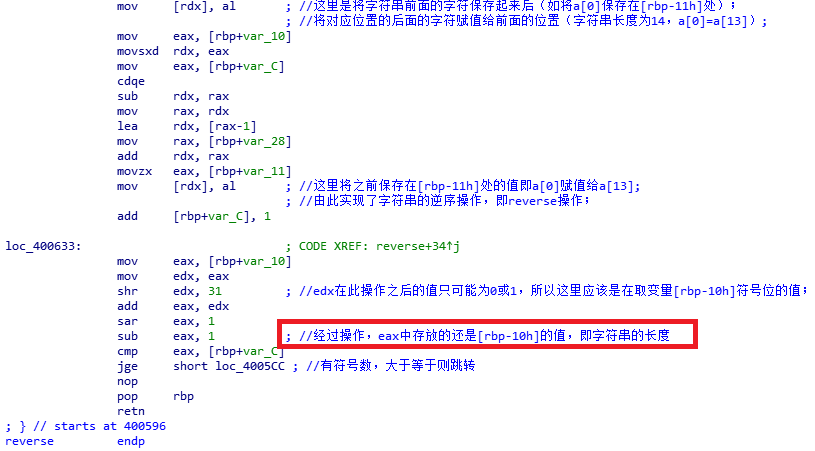 mov [rdx], al ; //这里是将字符串前面的字符保存起来后（如将a[0]保存在[rbp-11h]处）;
; //将对应位置的后面的字符赋值给前面的位置（字符串长度为14，a[0]=a[13]）;
mov eax, [rbp+var_10]
movsxd rdx, eax
mov eax, [rbp+var_C]
cdqe
sub rdx, rax
mov rax, rdx
lea rdx, [rax-1]
mov rax, [rbp+var_28]
add rdx, rax
movzx eax, [rbp+var_11]
mov [rdx], al ; //这里将之前保存在[rbp-11h]处的值即a[0]赋值给a[13];
; //由此实现了字符串的逆序操作，即reverse操作;
add [rbp+var_C], 1
loc_400633: ; CODE XREF: reverse+34↑j
mov eax, [rbp+var_10]
mov edx, eax
shr edx, 31 ; //edx在此操作之后的值只可能为0或1，所以这里应该是在取变量[rbp-10h]符号位的值;
add eax, edx
sar eax, 1
sub eax, 1 ; //经过操作，eax中存放的还是[rbp-10h]的值，即字符串的长度
cmp eax, [rbp+var_C]
jge short loc_4005CC ; //有符号数，大于等于则跳转
nop
pop rbp
retn
; } // starts at 400596
reverse endp